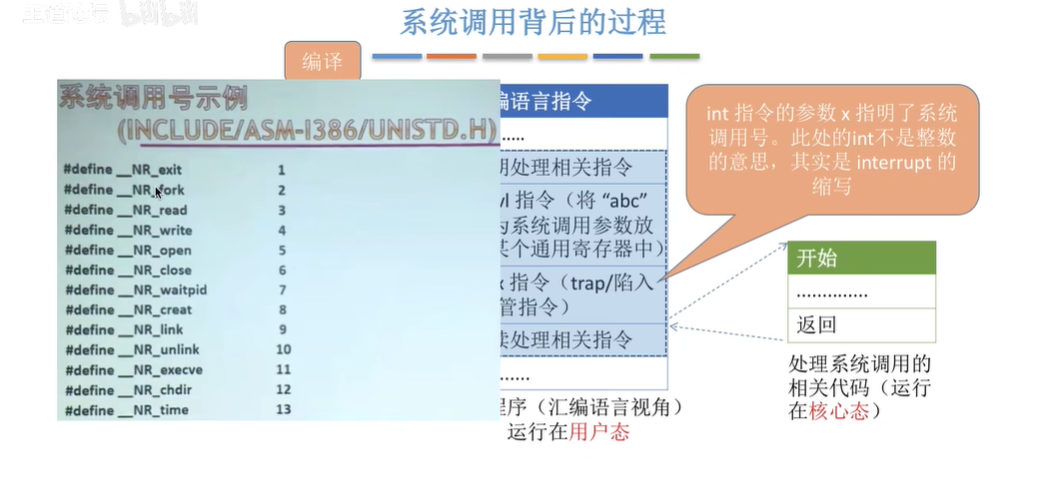 系统调用背后的过程
编译
系统调用号示例
(INCLUDE/ASM-I386/UNISTD.H)
#define __NR_exit 1
#define __NR_fork 2
#define __NR_read 3
#define __NR_write 4
#define __NR_open 5
#define __NR_close 6
#define __NR_waitpid 7
#define __NR_creat 8
#define __NR_link 9
#define __NR_unlink 10
#define __NR_execve 11
#define __NR_chdir 12
#define __NR_time 13
编语言指令
.....
处理相关指令
指令（将 “abc”
为系统调用参数放
某个通用寄存器中）
指令（trap/陷入
管指令）
续处理相关指令
......
程序（汇编语言视角）
运行在用户态
int 指令的参数 x 指明了系统
调用号。此处的int不是整数
的意思，其实是 interrupt 的
缩写
开始
..............
返回
处理系统调用的
相关代码（运行
在核心态）